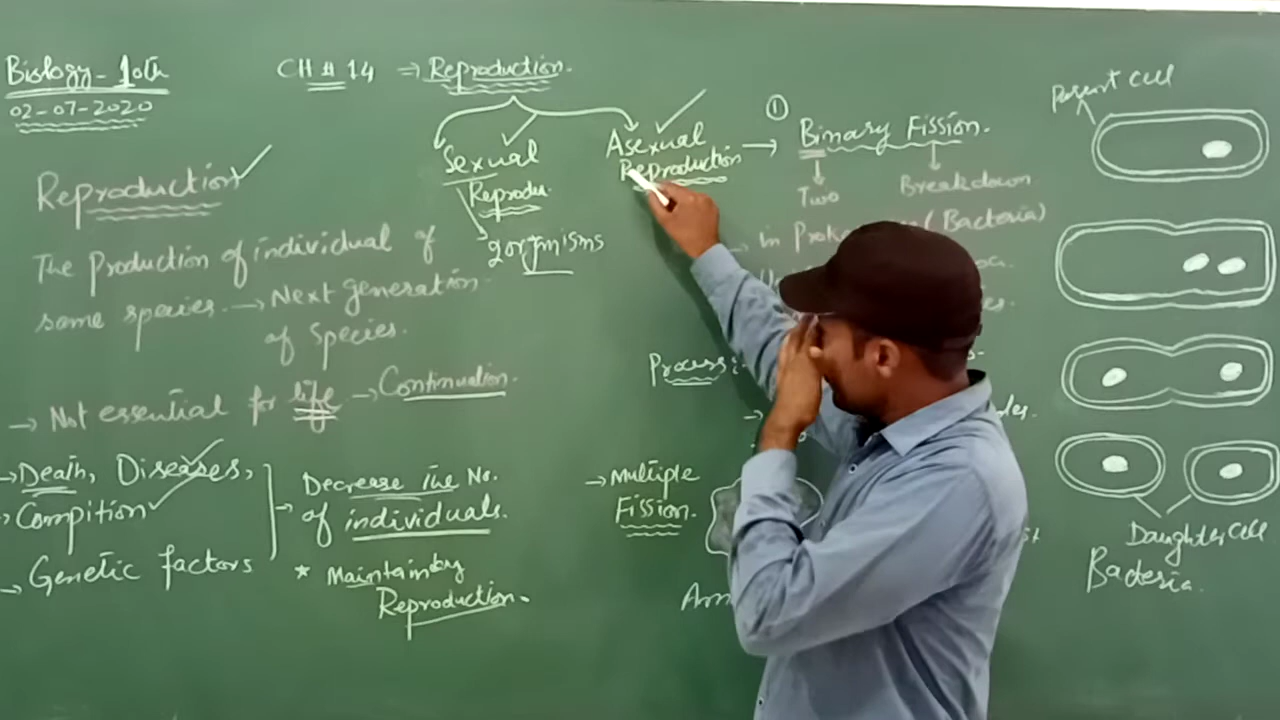 Biology - 10th
02-07-2020
CH # 14 ⇒ Reproduction.
Sexual
Reprodu.
2 organisms
Asexual
Reproduction →
Reproduction
The Production of individual of
same species. → Next generation
of Species.
→ Not essential for life → Continuation.
→ Death, Diseases,
→ Compition
→ Genetic factors
→ Decrease the No.
of individuals.
* Maintain by
Reproduction.
① Binary Fission.
Two
Breakdown
→ In (Bacteria)
Process:-
→ Multiple
Fission.
Parent cell
Daughter cell
Bacteria.